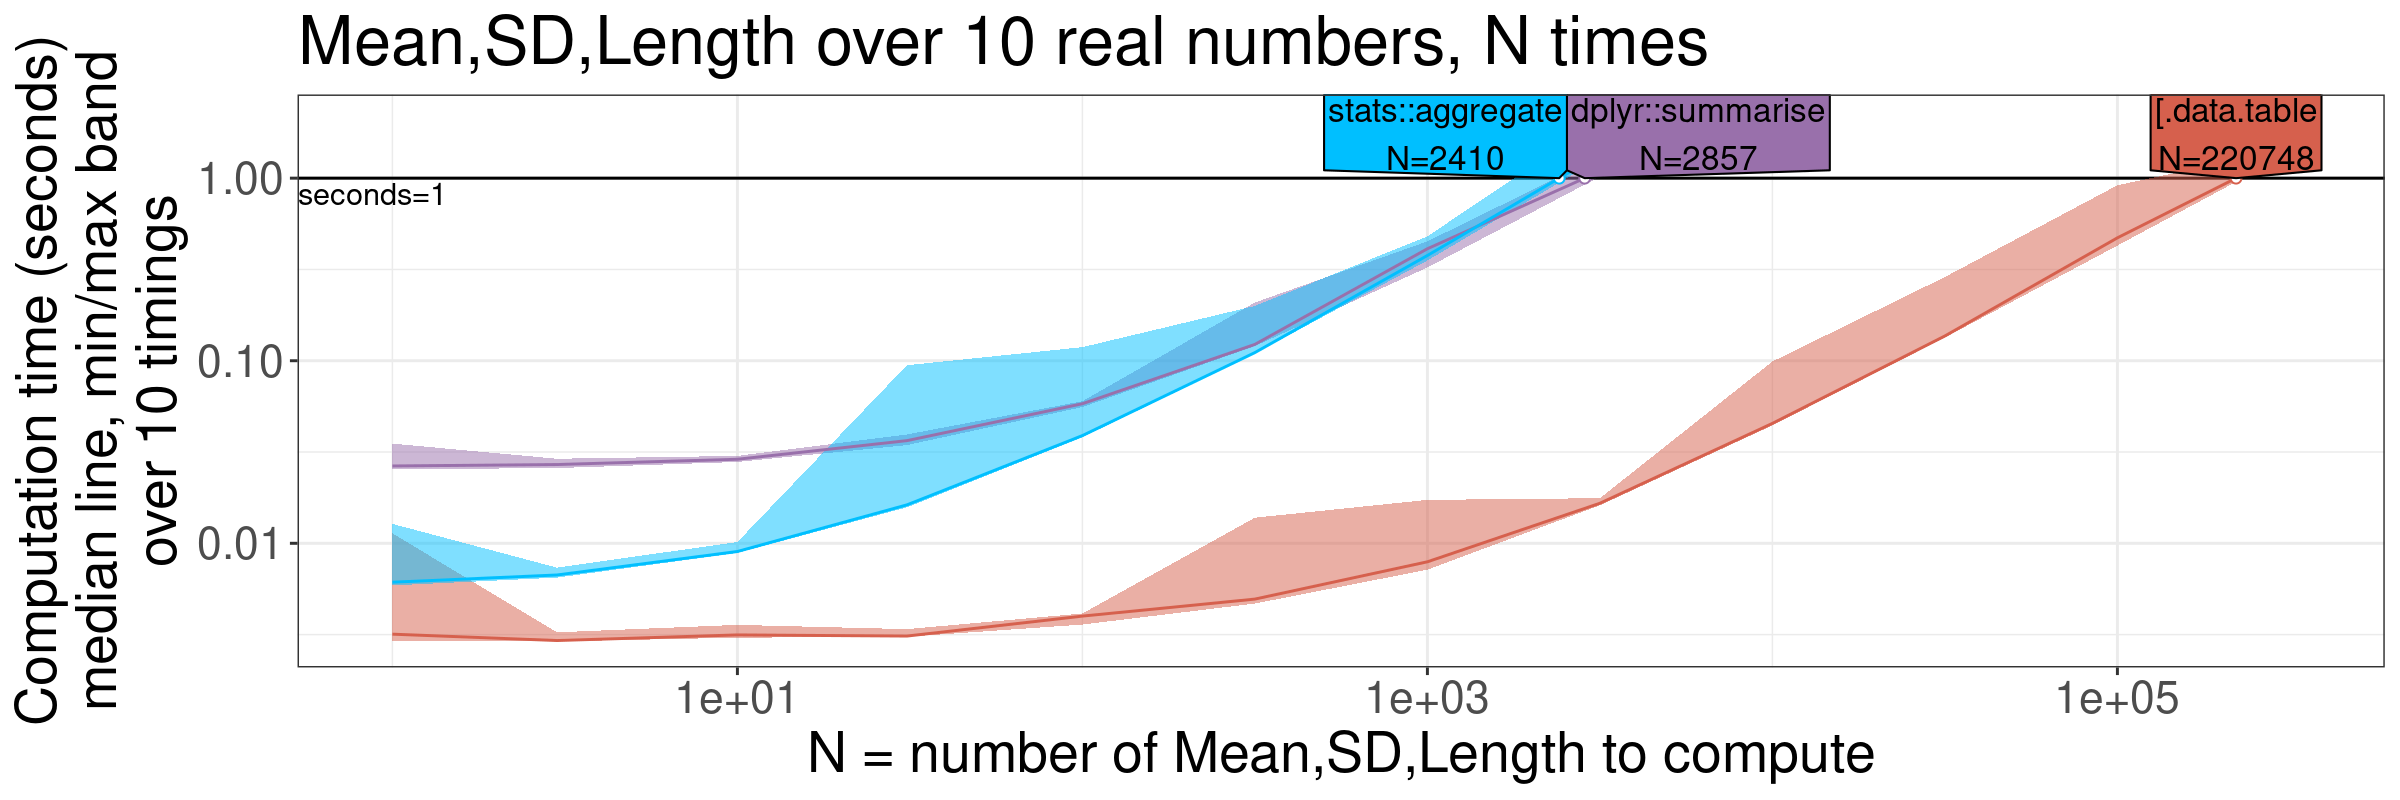 Mean,SD,Length over 10 real numbers, N times
Computation time (seconds)
median line, min/max band
over 10 timings
1.00
0.10
0.01
seconds=1
stats::aggregate
N=2410
dplyr::summarise
N=2857
[.data.table
N=220748
1e+01
1e+03
1e+05
N = number of Mean,SD,Length to compute